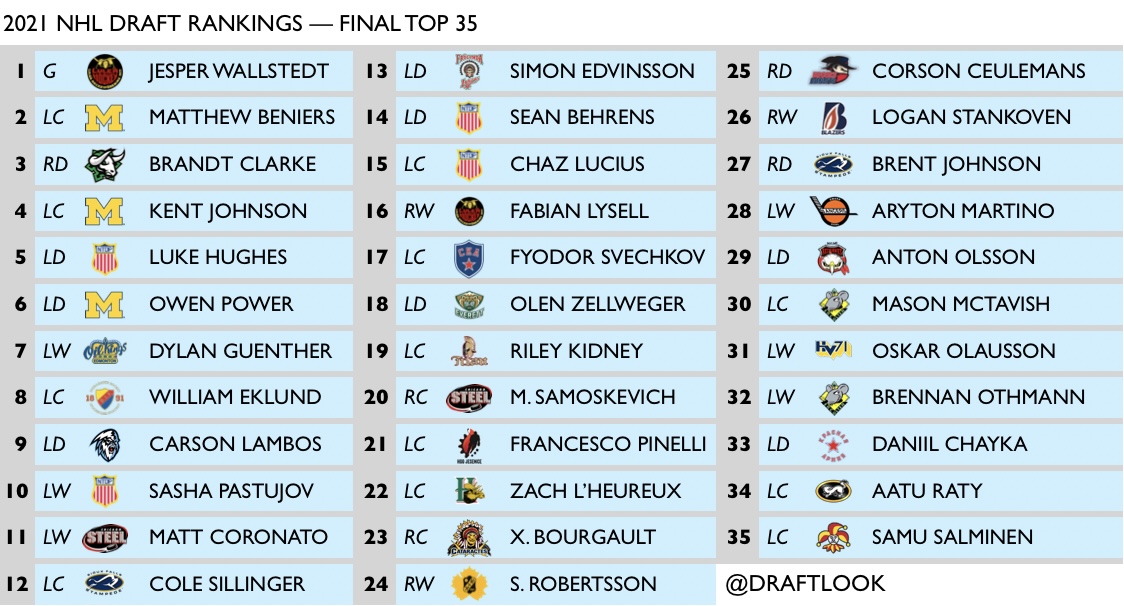 2021 NHL DRAFT RANKINGS — FINAL TOP 35
1 G JESPER WALLSTEDT
2 LC MATTHEW BENIERS
3 RD BRANDT CLARKE
4 LC KENT JOHNSON
5 LD LUKE HUGHES
6 LD OWEN POWER
7 LW DYLAN GUENTHER
8 LC WILLIAM EKLUND
9 LD CARSON LAMBOS
10 LW SASHA PASTUJOV
11 LW MATT CORONATO
12 LC COLE SILLINGER
13 LD SIMON EDVINSSON
14 LD SEAN BEHRENS
15 LC CHAZ LUCIUS
16 RW FABIAN LYSELL
17 LC FYODOR SVECHKOV
18 LD OLEN ZELLWEGER
19 LC RILEY KIDNEY
20 RC STEEL M. SAMOSKEVICH
21 LC FRANCESCO PINELLI
22 LC ZACH L'HEUREUX
23 RC X. BOURGAULT
24 RW S. ROBERTSSON
25 RD CORSON CEULEMANS
26 RW BLAZERS LOGAN STANKOVEN
27 RD BRENT JOHNSON
28 LW ARYTON MARTINO
29 LD ANTON OLSSON
30 LC MASON MCTAVISH
31 LW HV71 OSKAR OLAUSSON
32 LW BRENNAN OTHMANN
33 LD DANIIL CHAYKA
34 LC AATU RATY
35 LC SAMU SALMINEN
@DRAFTLOOK